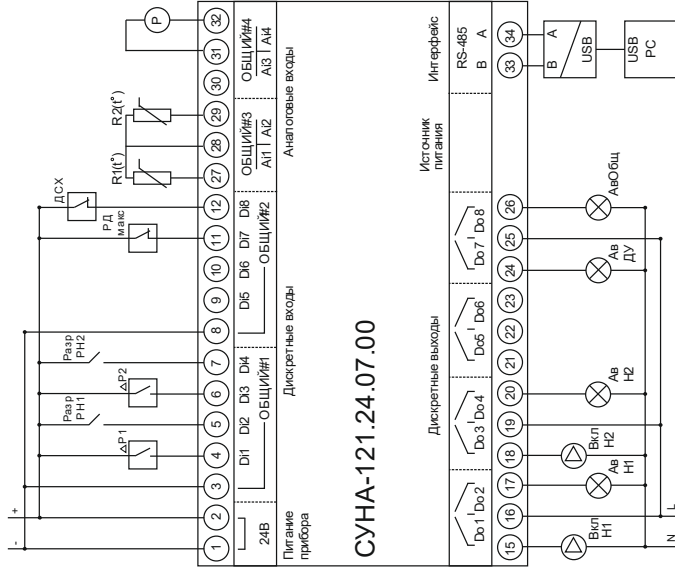 - +
ΔP1
Разр РН1
ΔP2
Разр РН2
РД макс
ДСХ
R1(t°)
R2(t°)
P
1 2 3 4 5 6 7 8 9 10 11 12 27 28 29 30 31 32
24В
Di1 Di2 Di3 Di4
ОБЩИЙ#1
Di5 Di6 Di7 Di8
ОБЩИЙ#2
ОБЩИЙ#3
Ai1 Ai2
ОБЩИЙ#4
Ai3 Ai4
Питание прибора
Дискретные входы
Аналоговые входы
СУНА-121.24.07.00
Дискретные выходы
Источник питания
Интерфейс
Do1 Do2
Do3 Do4
Do5 Do6
Do7 Do8
RS-485
B A
15 16 17 18 19 20 21 22 23 24 25 26 33 34
Вкл Н1
Ав Н1
Вкл Н2
Ав Н2
Ав ДУ
АвОбщ
B A
USB
USB
PC
N L